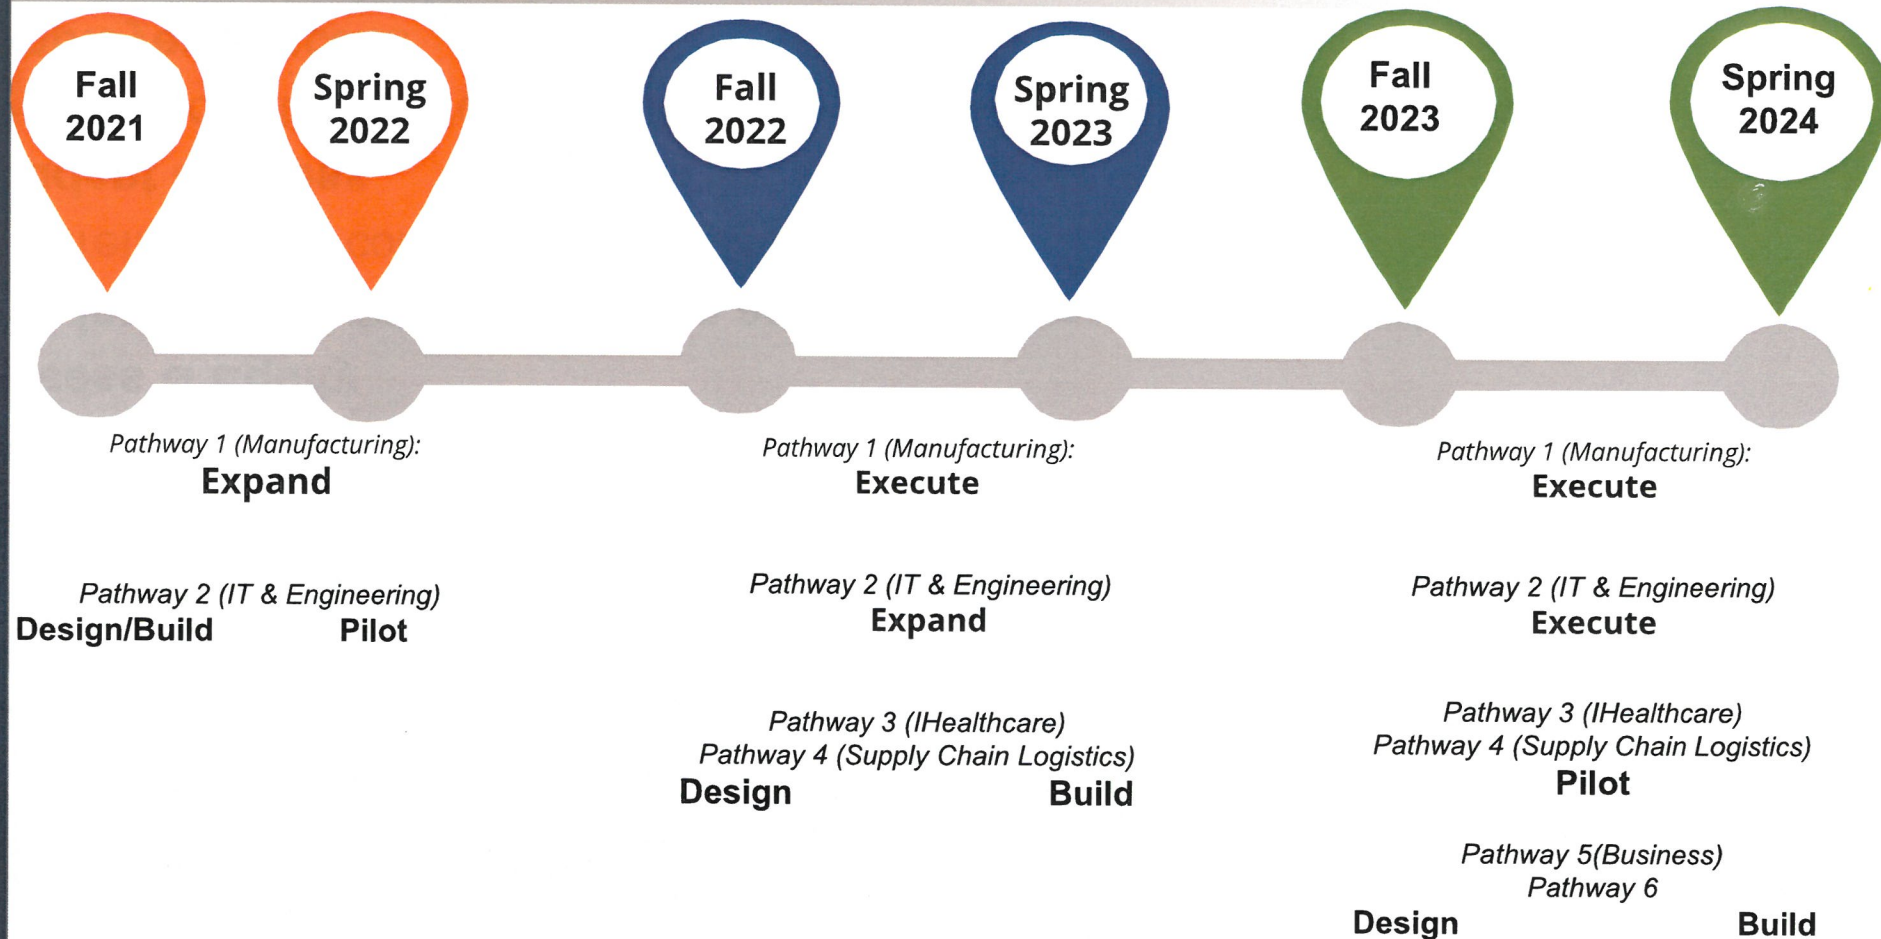 Fall
2021
Spring
2022
Fall
2022
Spring
2023
Fall
2023
Spring
2024
Pathway 1 (Manufacturing):
Expand
Pathway 2 (IT & Engineering)
Design/Build Pilot
Pathway 1 (Manufacturing):
Execute
Pathway 2 (IT & Engineering)
Expand
Pathway 3 (IHealthcare)
Pathway 4 (Supply Chain Logistics)
Design Build
Pathway 1 (Manufacturing):
Execute
Pathway 2 (IT & Engineering)
Execute
Pathway 3 (IHealthcare)
Pathway 4 (Supply Chain Logistics)
Pilot
Pathway 5(Business)
Pathway 6
Design Build